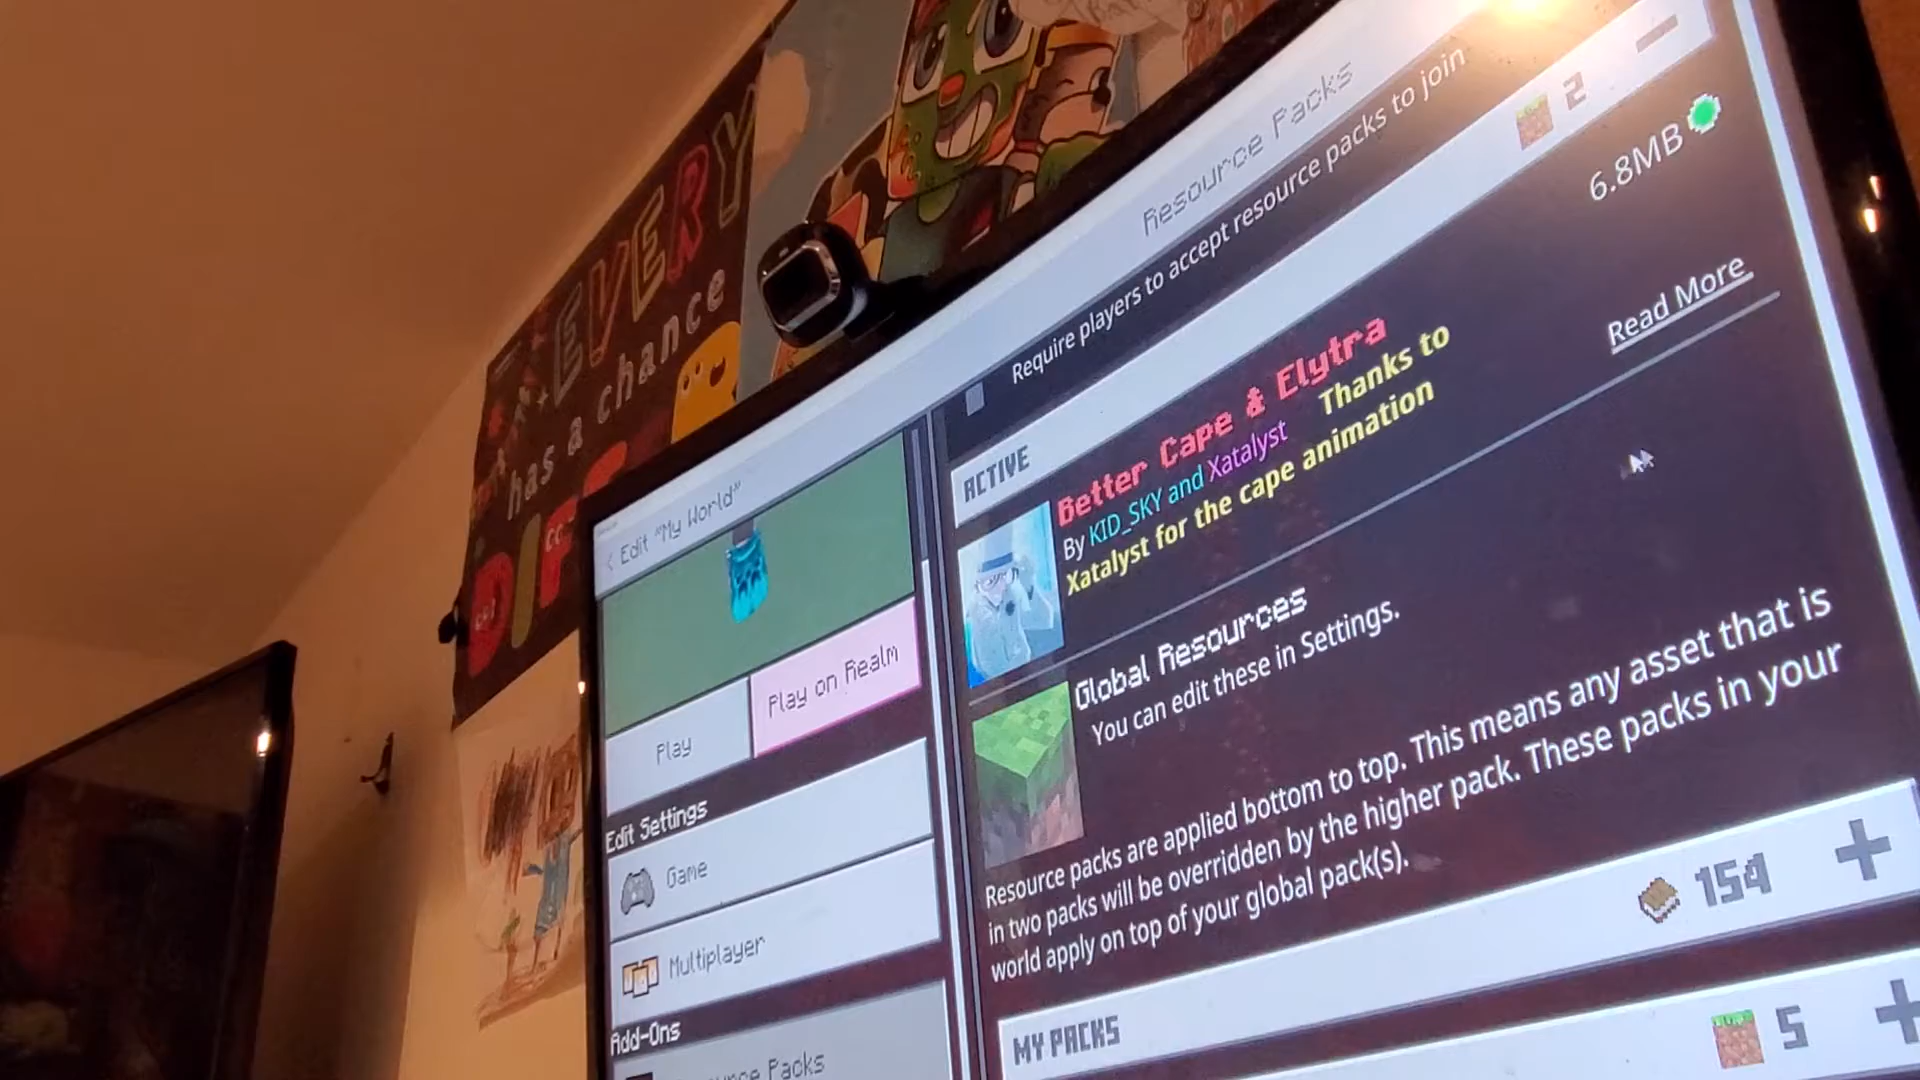 EVERY
has a chance
Resource Packs
Require players to accept resource packs to join
2
ACTIVE
6.8MB
Better Cape & Elytra
By KID_SKY and Xatalyst Thanks to
Xatalyst for the cape animation
Read More
Global Resources
You can edit these in Settings.
Resource packs are applied bottom to top. This means any asset that is
in two packs will be overridden by the higher pack. These packs in your
world apply on top of your global pack(s).
154
MY PACKS
5
Edit "My World"
Play
Play on Realm
Edit Settings
Game
Multiplayer
Add-Ons
Packs